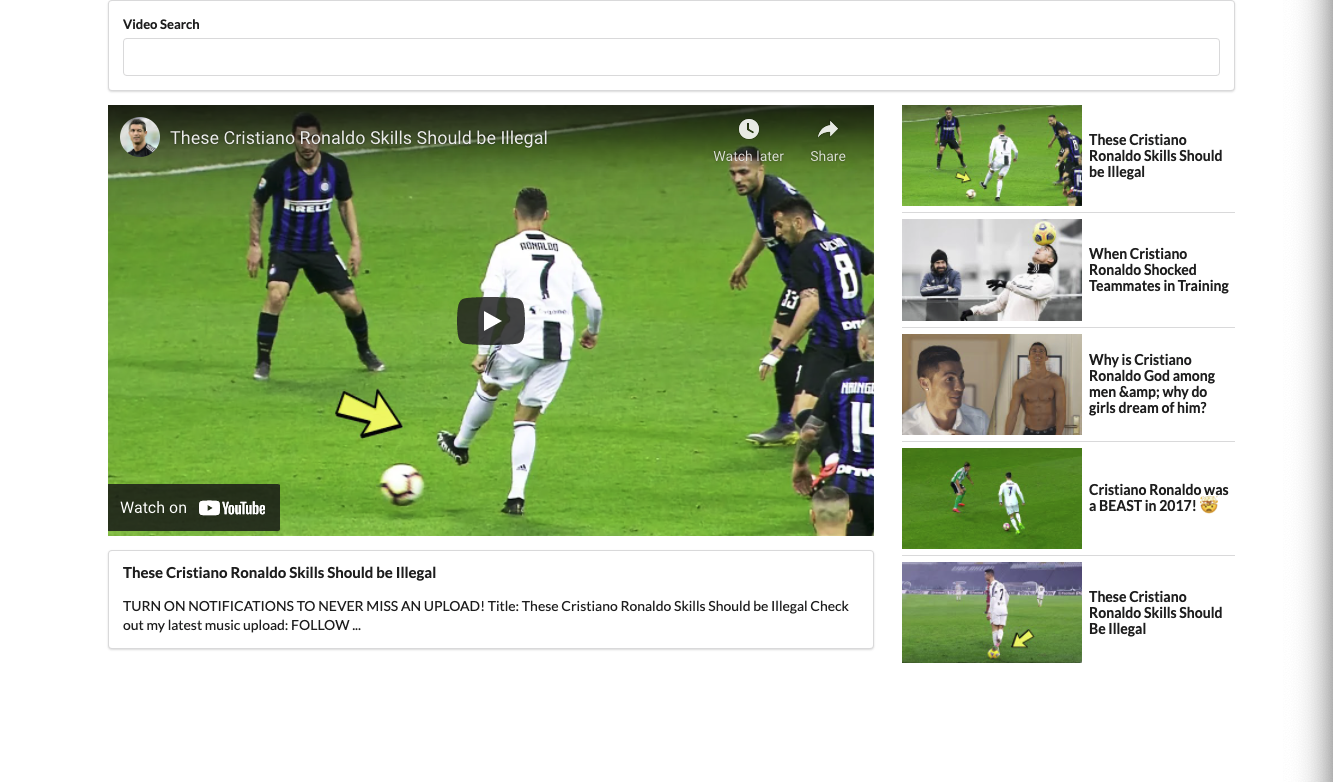 Video Search
These Cristiano Ronaldo Skills Should be Illegal
Watch later
Share
PIRELLI
RONALDO
7
8
13
14
Watch on YouTube
These Cristiano Ronaldo Skills Should be Illegal
TURN ON NOTIFICATIONS TO NEVER MISS AN UPLOAD! Title: These Cristiano Ronaldo Skills Should be Illegal Check
out my latest music upload: FOLLOW ...
These Cristiano
Ronaldo Skills Should
be Illegal
When Cristiano
Ronaldo Shocked
Teammates in Training
Why is Cristiano
Ronaldo God among
men &amp; why do
girls dream of him?
Cristiano Ronaldo was
a BEAST in 2017! 🤯
These Cristiano
Ronaldo Skills Should
Be Illegal